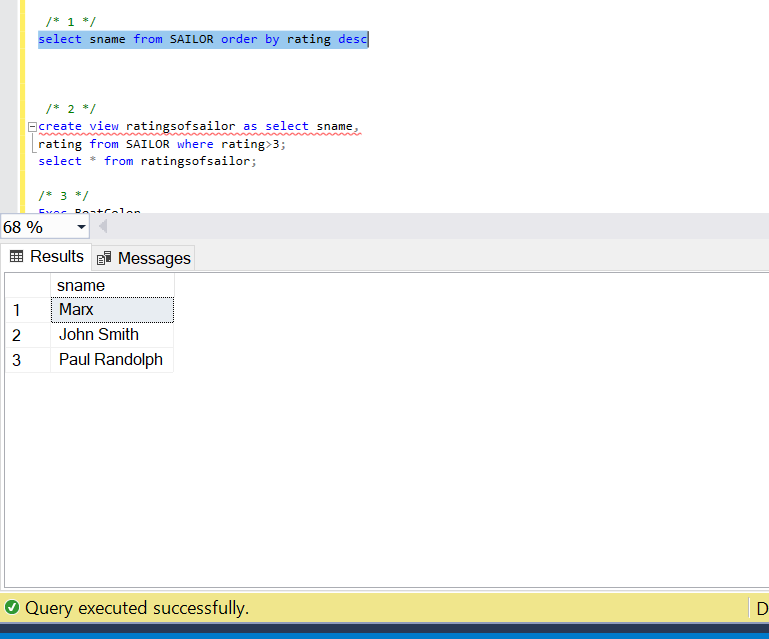 /* 1 */
select sname from SAILOR order by rating desc
/* 2 */
create view ratingsofsailor as select sname,
rating from SAILOR where rating>3;
select * from ratingsofsailor;
/* 3 */
Exec BoatColor
68 %
Results Messages
sname
1 Marx
2 John Smith
3 Paul Randolph
Query executed successfully. D